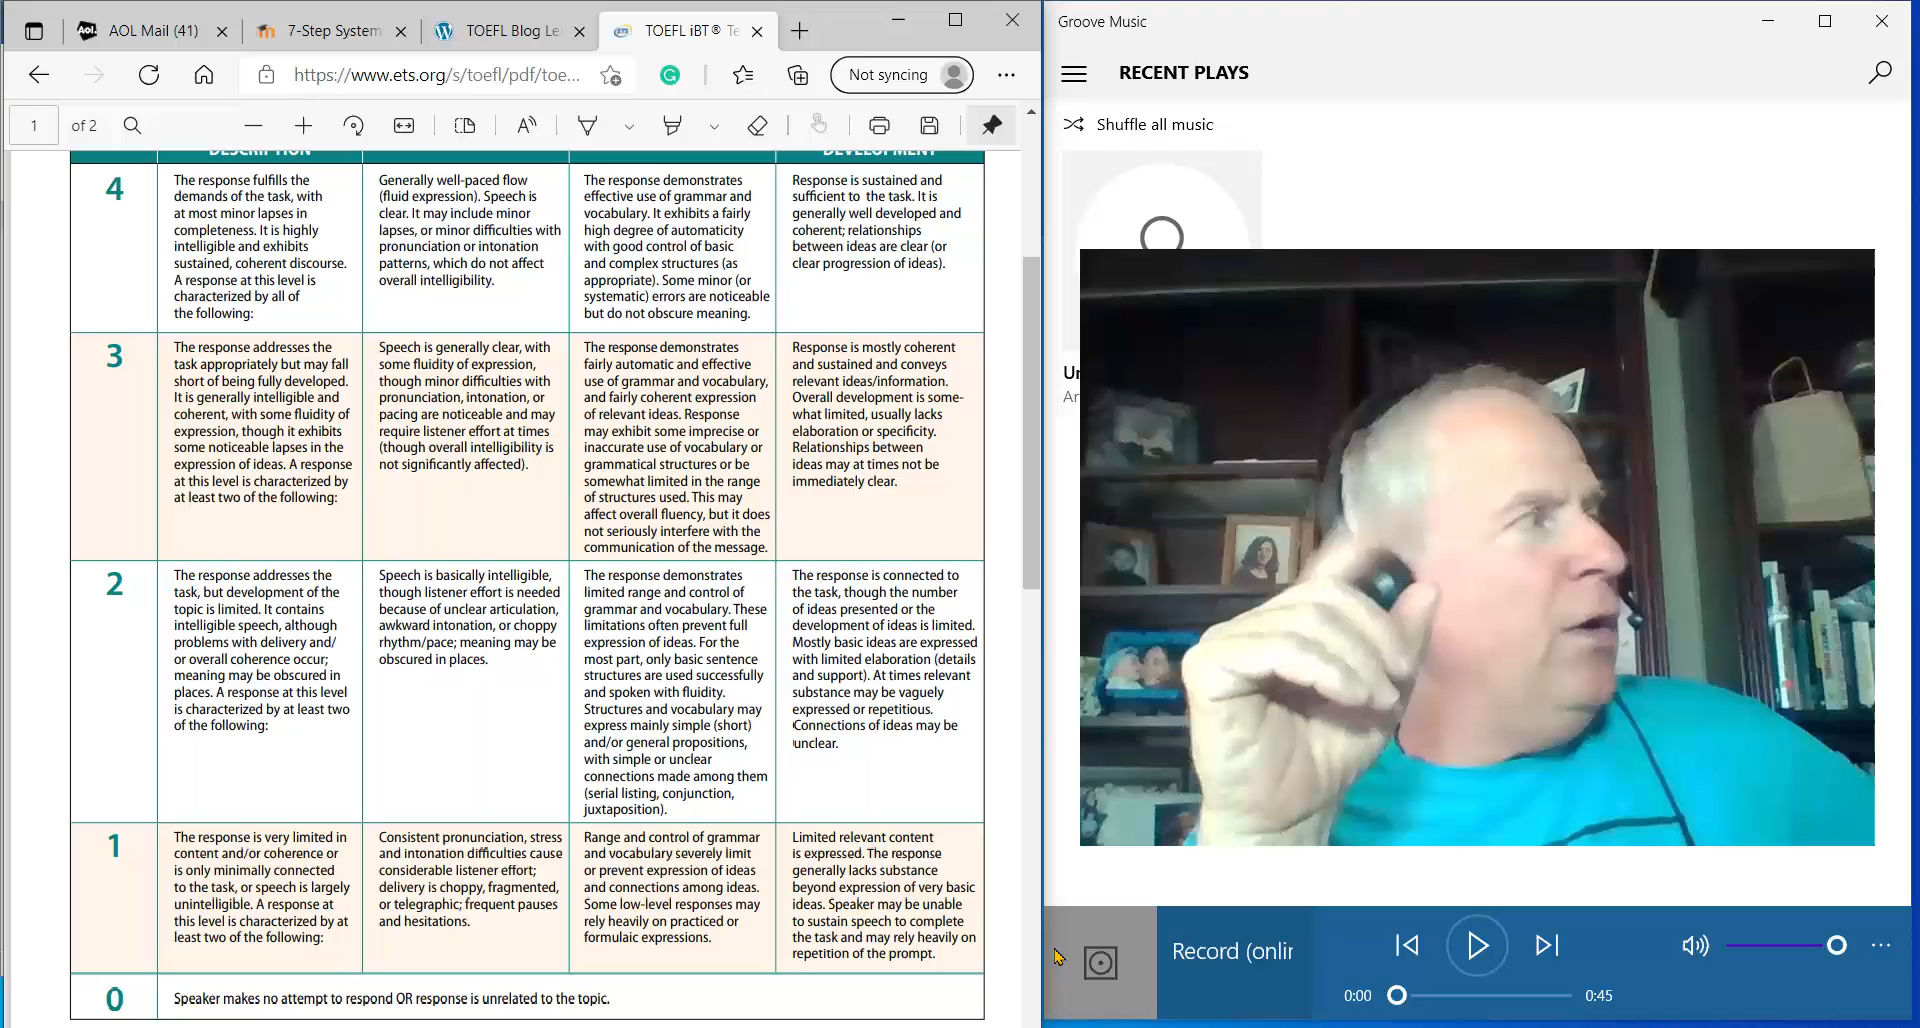 AOL Mail (41)
7-Step System
TOEFL Blog Le
TOEFL iBT® Te
https://www.ets.org/s/toefl/pdf/toe...
Not syncing
1 of 2
DESCRIPTION
DEVELOPMENT
4
The response fulfills the
demands of the task, with
at most minor lapses in
completeness. It is highly
intelligible and exhibits
sustained, coherent discourse.
A response at this level is
characterized by all of
the following:
Generally well-paced flow
(fluid expression). Speech is
clear. It may include minor
lapses, or minor difficulties with
pronunciation or intonation
patterns, which do not affect
overall intelligibility.
The response demonstrates
effective use of grammar and
vocabulary. It exhibits a fairly
high degree of automaticity
with good control of basic
and complex structures (as
appropriate). Some minor (or
systematic) errors are noticeable
but do not obscure meaning.
Response is sustained and
sufficient to the task. It is
generally well developed and
coherent; relationships
between ideas are clear (or
clear progression of ideas).
3
The response addresses the
task appropriately but may fall
short of being fully developed.
It is generally intelligible and
coherent, with some fluidity of
expression, though it exhibits
some noticeable lapses in the
expression of ideas. A response
at this level is characterized by
at least two of the following:
Speech is generally clear, with
some fluidity of expression,
though minor difficulties with
pronunciation, intonation, or
pacing are noticeable and may
require listener effort at times
(though overall intelligibility is
not significantly affected).
The response demonstrates
fairly automatic and effective
use of grammar and vocabulary,
and fairly coherent expression
of relevant ideas. Response
may exhibit some imprecise or
inaccurate use of vocabulary or
grammatical structures or be
somewhat limited in the range
of structures used. This may
affect overall fluency, but it does
not seriously interfere with the
communication of the message.
Response is mostly coherent
and sustained and conveys
relevant ideas/information.
Overall development is some-
what limited, usually lacks
elaboration or specificity.
Relationships between
ideas may at times not be
immediately clear.
2
The response addresses the
task, but development of the
topic is limited. It contains
intelligible speech, although
problems with delivery and/
or overall coherence occur;
meaning may be obscured in
places. A response at this level
is characterized by at least two
of the following:
Speech is basically intelligible,
though listener effort is needed
because of unclear articulation,
awkward intonation, or choppy
rhythm/pace; meaning may be
obscured in places.
The response demonstrates
limited range and control of
grammar and vocabulary. These
limitations often prevent full
expression of ideas. For the
most part, only basic sentence
structures are used successfully
and spoken with fluidity.
Structures and vocabulary may
express mainly simple (short)
and/or general propositions,
with simple or unclear
connections made among them
(serial listing, conjunction,
juxtaposition).
The response is connected to
the task, though the number
of ideas presented or the
development of ideas is limited.
Mostly basic ideas are expressed
with limited elaboration (details
and support). At times relevant
substance may be vaguely
expressed or repetitious.
Connections of ideas may be
unclear.
1
The response is very limited in
content and/or coherence or
is only minimally connected
to the task, or speech is largely
unintelligible. A response at
this level is characterized by at
least two of the following:
Consistent pronunciation, stress
and intonation difficulties cause
considerable listener effort;
delivery is choppy, fragmented,
or telegraphic; frequent pauses
and hesitations.
Range and control of grammar
and vocabulary severely limit
or prevent expression of ideas
and connections among ideas.
Some low-level responses may
rely heavily on practiced or
formulaic expressions.
Limited relevant content
is expressed. The response
generally lacks substance
beyond expression of very basic
ideas. Speaker may be unable
to sustain speech to complete
the task and may rely heavily on
repetition of the prompt.
0
Speaker makes no attempt to respond OR response is unrelated to the topic.
Groove Music
RECENT PLAYS
Shuffle all music
Record (onlin
0:00
0:45